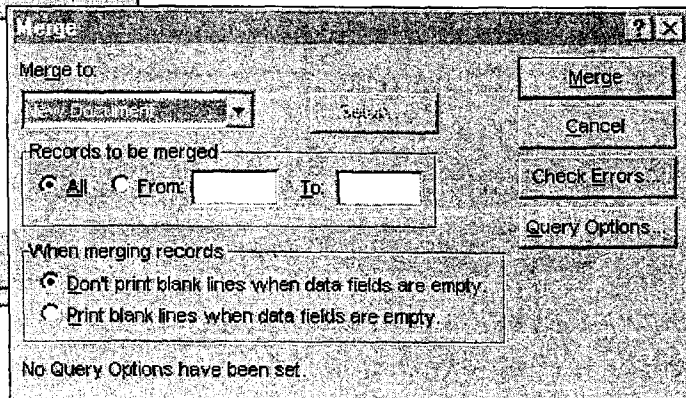 Merge
Merge to:
New Document
Setup...
Merge
Cancel
Check Errors...
Query Options...
Records to be merged
All From: To:
When merging records
Don't print blank lines when data fields are empty.
Print blank lines when data fields are empty.
No Query Options have been set.